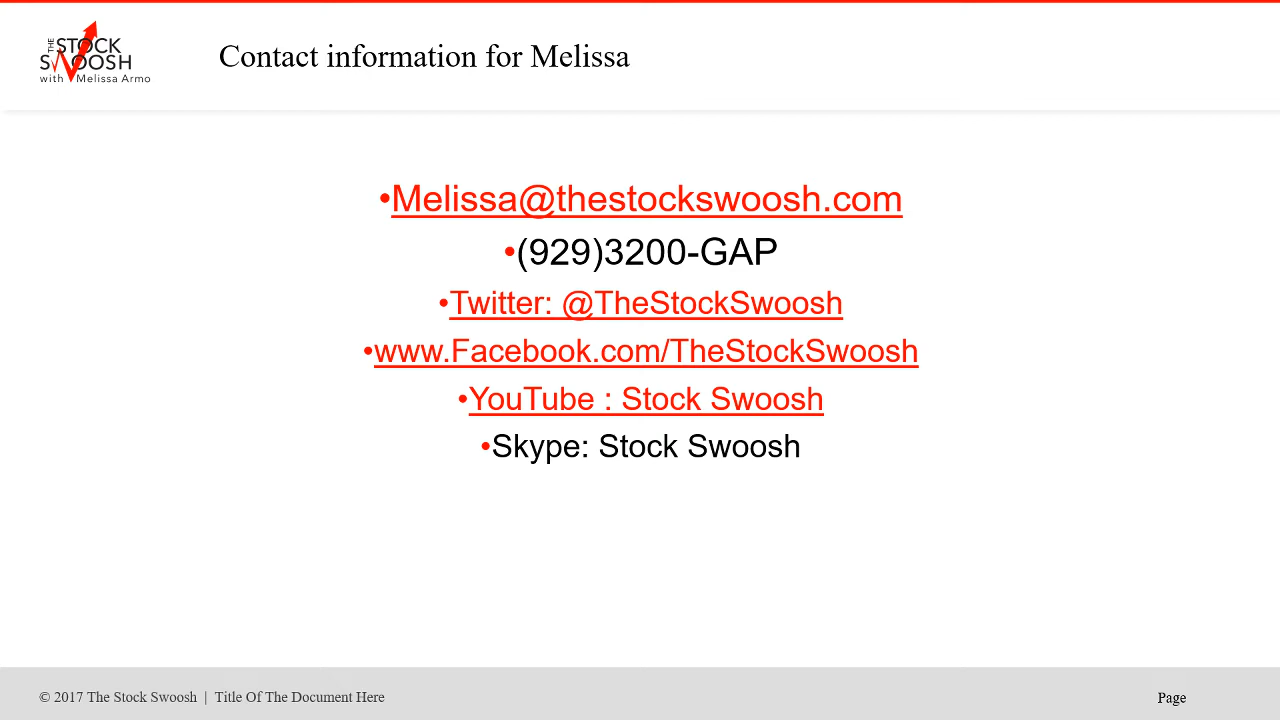 THE STOCK
SWOOSH
with Melissa Armo
Contact information for Melissa
•Melissa@thestockswoosh.com
•(929)3200-GAP
•Twitter: @TheStockSwoosh
•www.Facebook.com/TheStockSwoosh
•YouTube : Stock Swoosh
•Skype: Stock Swoosh
© 2017 The Stock Swoosh | Title Of The Document Here
Page